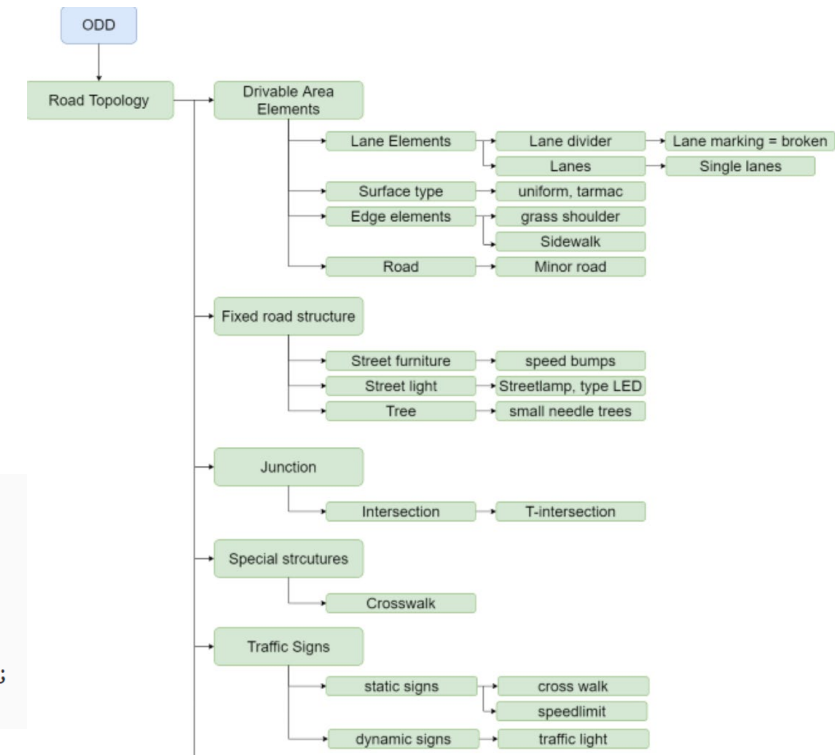 ODD
Road Topology
Drivable Area
Elements
Lane Elements
Lane divider
Lane marking = broken
Lanes
Single lanes
Surface type
uniform, tarmac
Edge elements
grass shoulder
Sidewalk
Road
Minor road
Fixed road structure
Street furniture
speed bumps
Street light
Streetlamp, type LED
Tree
small needle trees
Junction
Intersection
T-intersection
Special strcutures
Crosswalk
Traffic Signs
static signs
cross walk
;
speedlimit
dynamic signs
traffic light